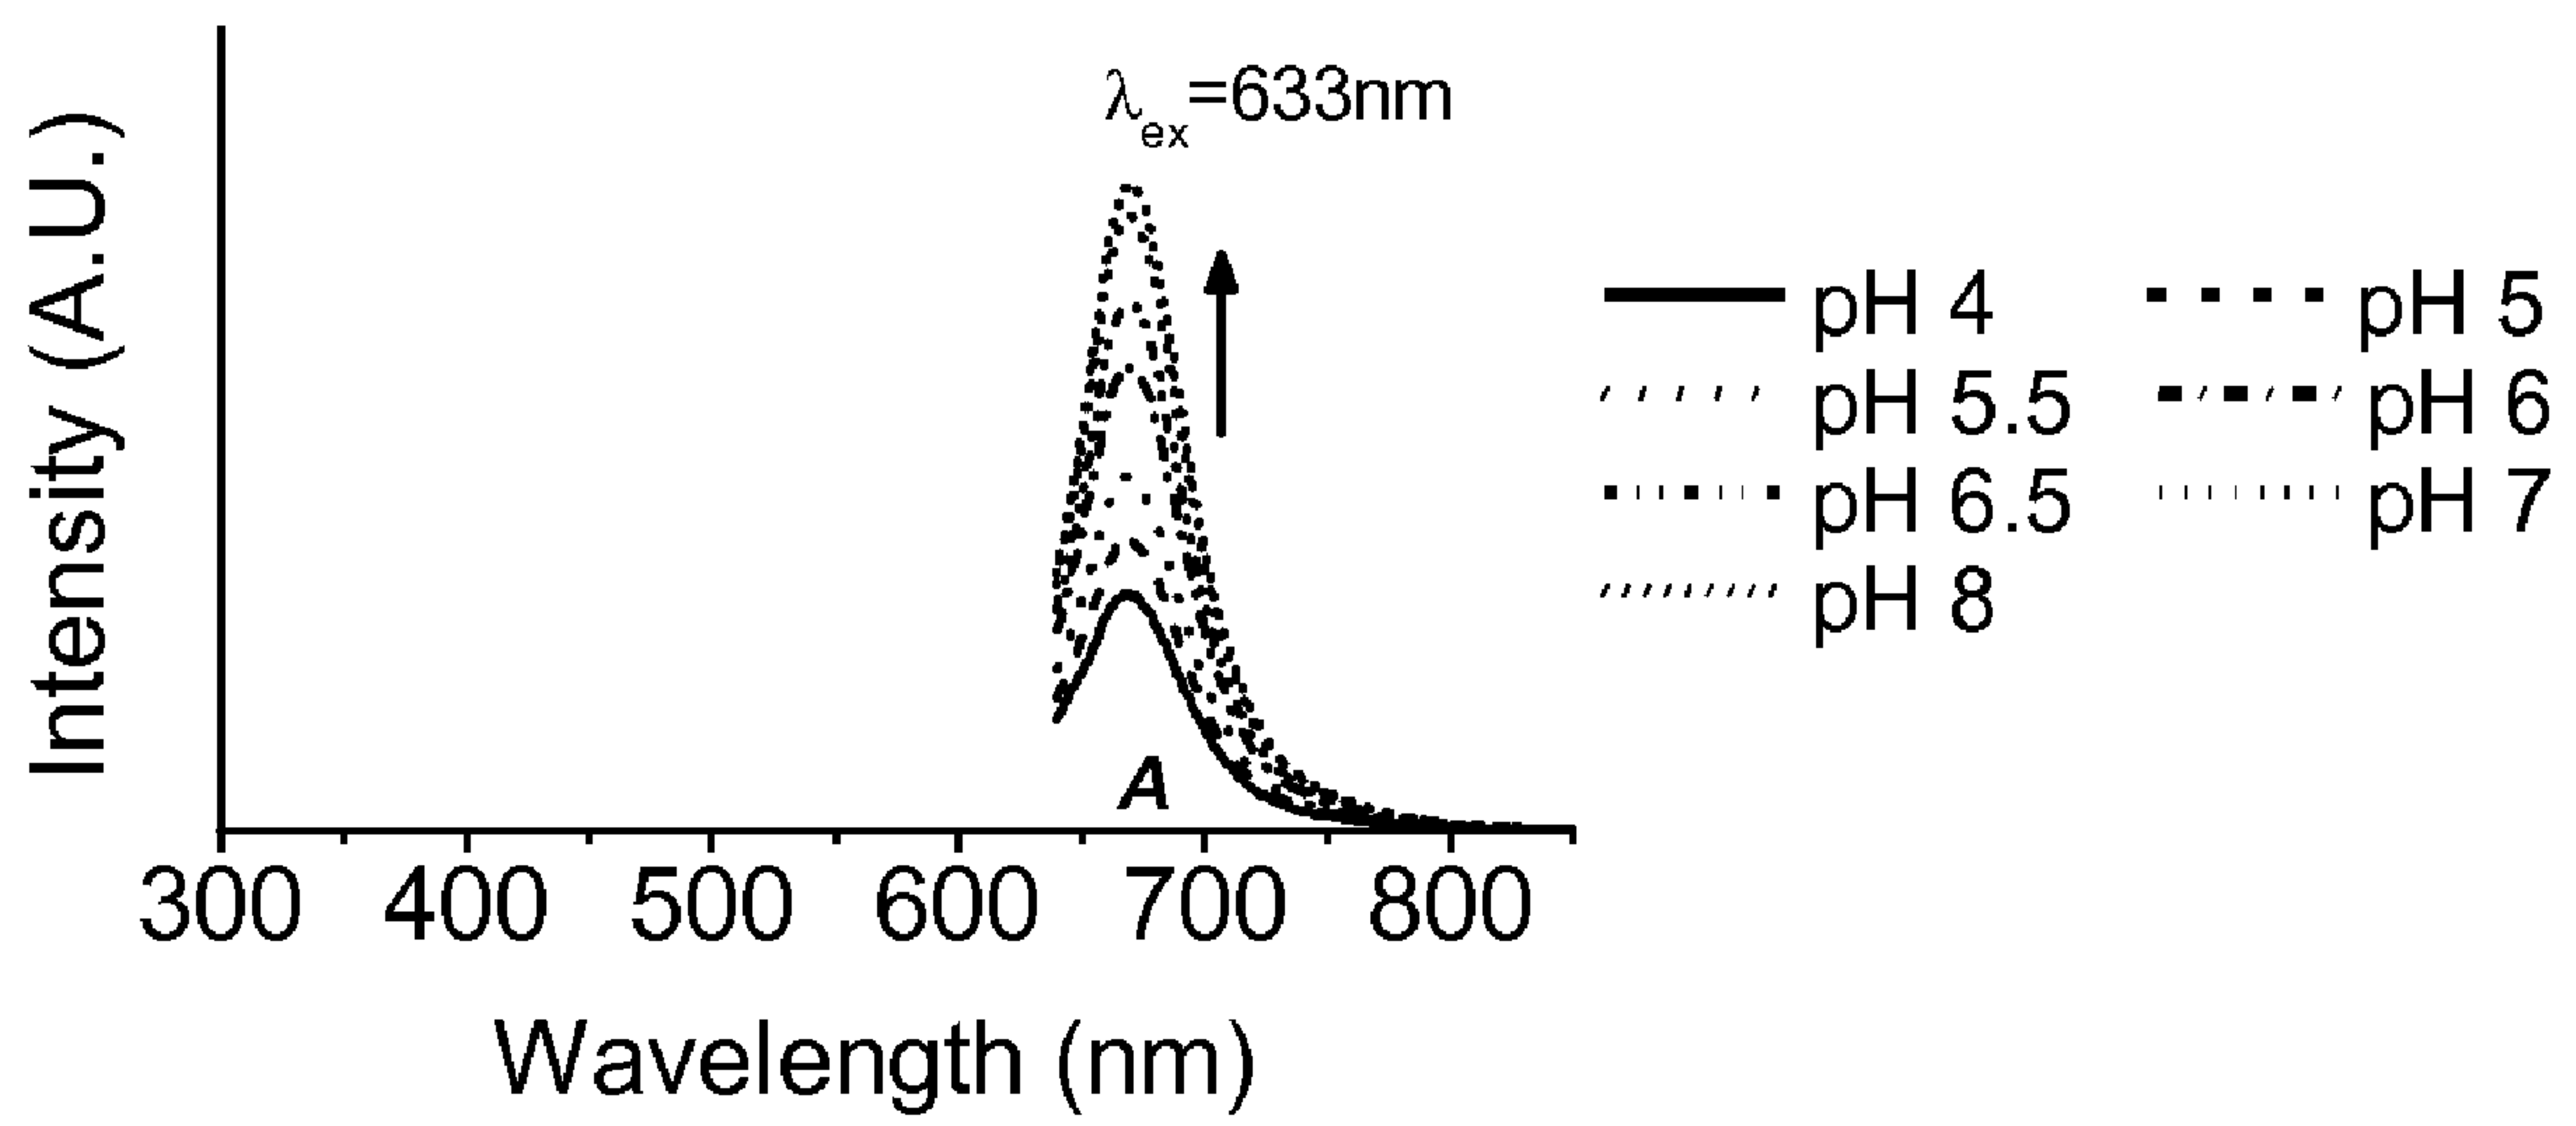 Intensity (A.U.)
λex=633nm
A
300 400 500 600 700 800
Wavelength (nm)
pH 4 pH 5
pH 5.5 pH 6
pH 6.5 pH 7
pH 8